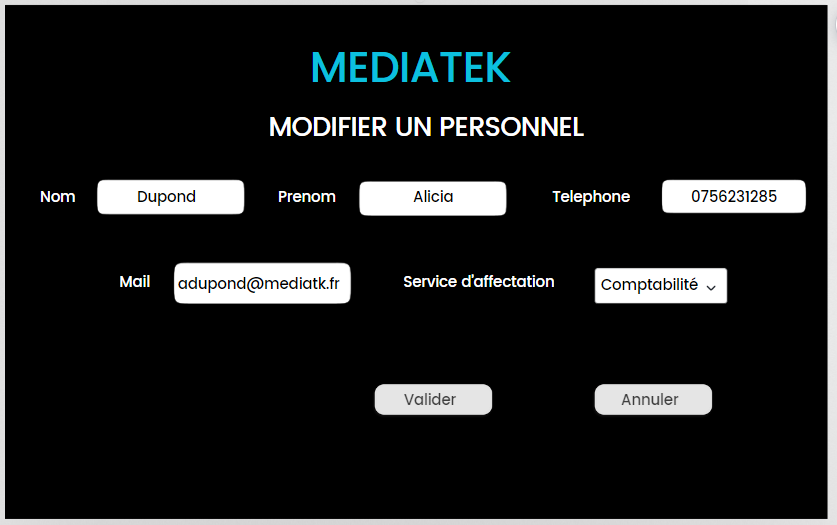 MEDIATEK
MODIFIER UN PERSONNEL
Nom Dupond Prenom Alicia Telephone 0756231285
Mail adupond@mediatk.fr Service d'affectation Comptabilité
Valider Annuler